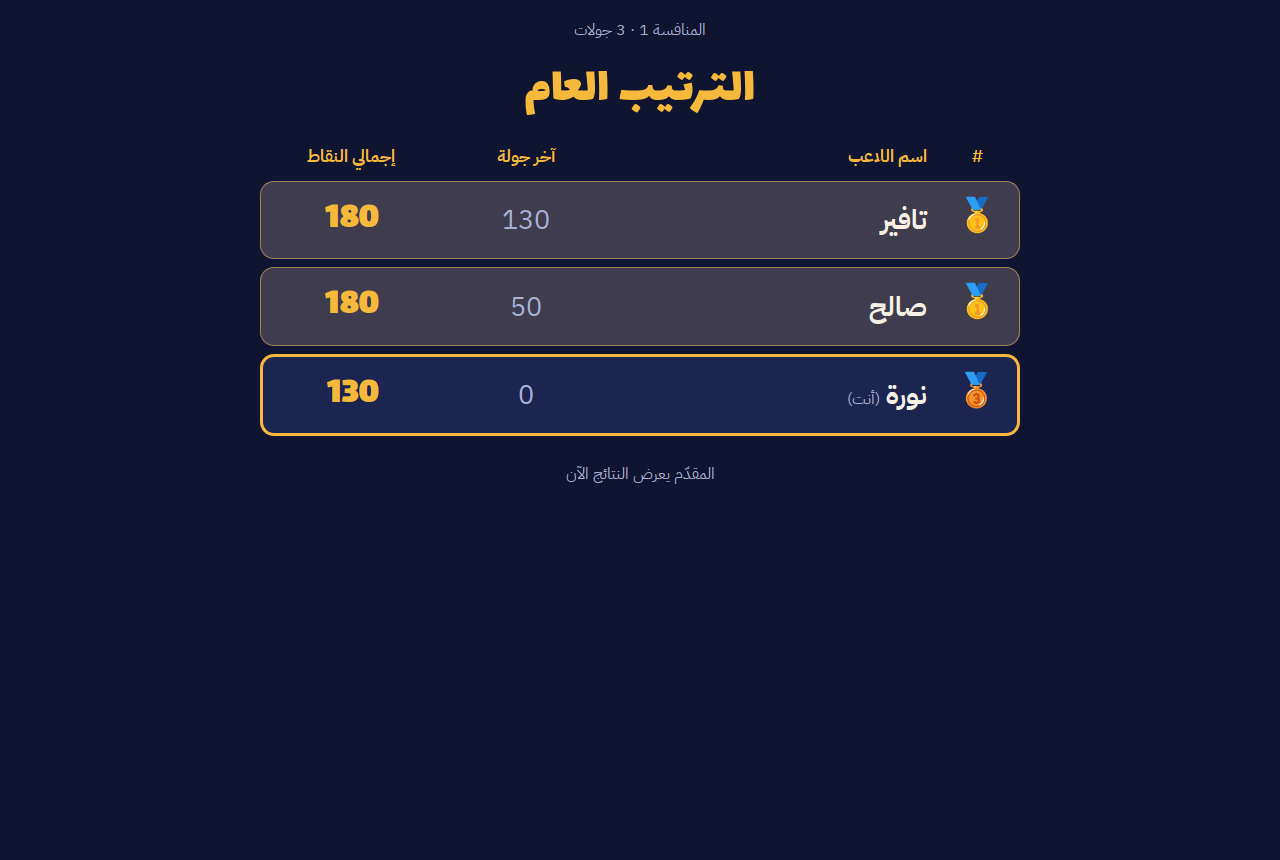 المنافسة 1 · 3 جولات
الترتيب العام
# اسم اللاعب آخر جولة إجمالي النقاط
🥇 تافير 130 180
🥇 صالح 50 180
🥉 نورة (أنت) 0 130
المقدّم يعرض النتائج الآن